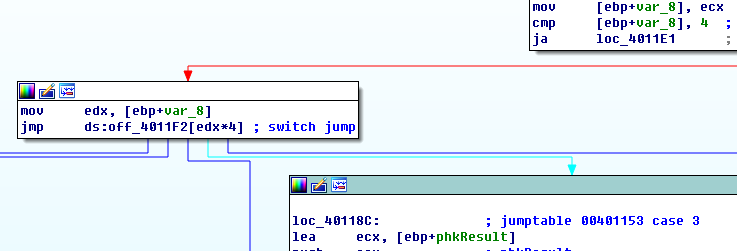 mov     [ebp+var_8], ecx
cmp     [ebp+var_8], 4  ;
ja      loc_4011E1      ;
mov     edx, [ebp+var_8]
jmp     ds:off_4011F2[edx*4] ; switch jump
loc_40118C:             ; jumptable 00401153 case 3
lea     ecx, [ebp+phkResult]